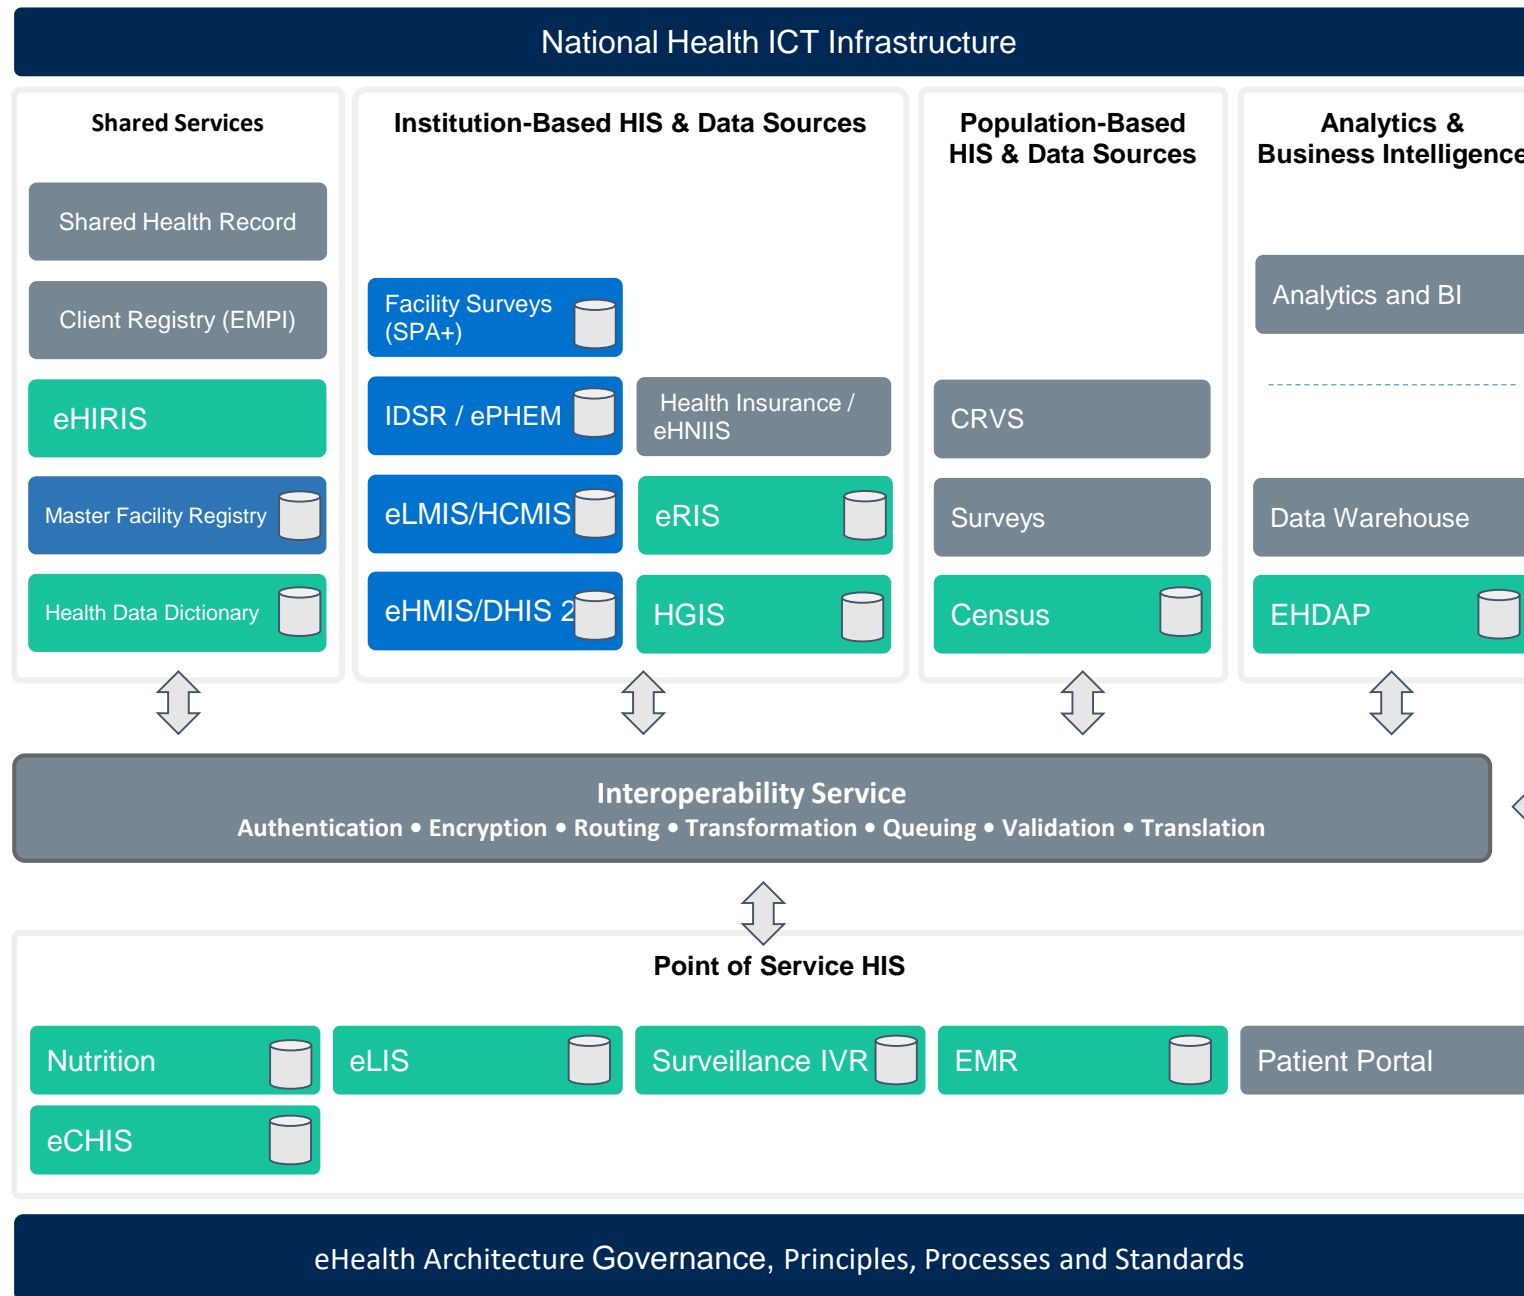 National Health ICT Infrastructure
Shared Services
Shared Health Record
Client Registry (EMPI)
eHIRIS
Master Facility Registry
Health Data Dictionary
Institution-Based HIS & Data Sources
Facility Surveys
(SPA+)
IDSR / ePHEM
eLMIS/HCMIS
eHMIS/DHIS 2
Health Insurance /
eHNIIS
eRIS
HGIS
Population-Based
HIS & Data Sources
CRVS
Surveys
Census
Analytics &
Business Intelligence
Analytics and BI
Data Warehouse
EHDAP
Interoperability Service
Authentication • Encryption • Routing • Transformation • Queuing • Validation • Translation
Point of Service HIS
Nutrition
eLIS
Surveillance IVR
EMR
Patient Portal
eCHIS
eHealth Architecture Governance, Principles, Processes and Standards